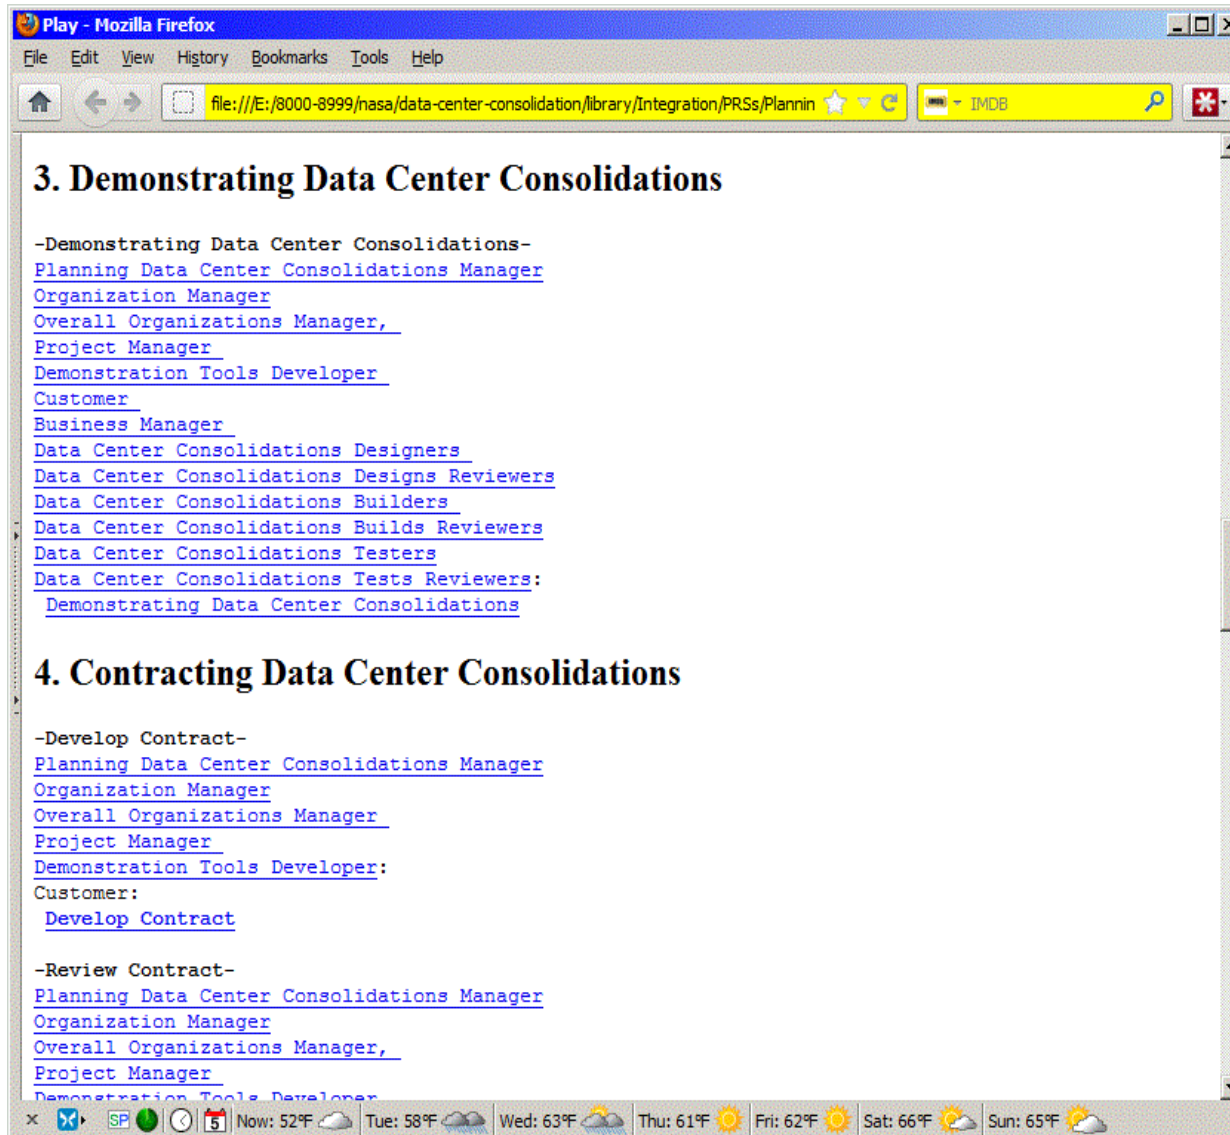 Play - Mozilla Firefox
File Edit View History Bookmarks Tools Help
file:///E:/8000-8999/nasa/data-center-consolidation/library/Integration/PRSs/Plannin IMDB
3. Demonstrating Data Center Consolidations
-Demonstrating Data Center Consolidations-
Planning Data Center Consolidations Manager
Organization Manager
Overall Organizations Manager,
Project Manager
Demonstration Tools Developer
Customer
Business Manager
Data Center Consolidations Designers
Data Center Consolidations Designs Reviewers
Data Center Consolidations Builders
Data Center Consolidations Builds Reviewers
Data Center Consolidations Testers
Data Center Consolidations Tests Reviewers:
Demonstrating Data Center Consolidations
4. Contracting Data Center Consolidations
-Develop Contract-
Planning Data Center Consolidations Manager
Organization Manager
Overall Organizations Manager
Project Manager
Demonstration Tools Developer:
Customer:
Develop Contract
-Review Contract-
Planning Data Center Consolidations Manager
Organization Manager
Overall Organizations Manager,
Project Manager
Demonstration Tools Developer
SP 5 Now: 52°F Tue: 58°F Wed: 63°F Thu: 61°F Fri: 62°F Sat: 66°F Sun: 65°F